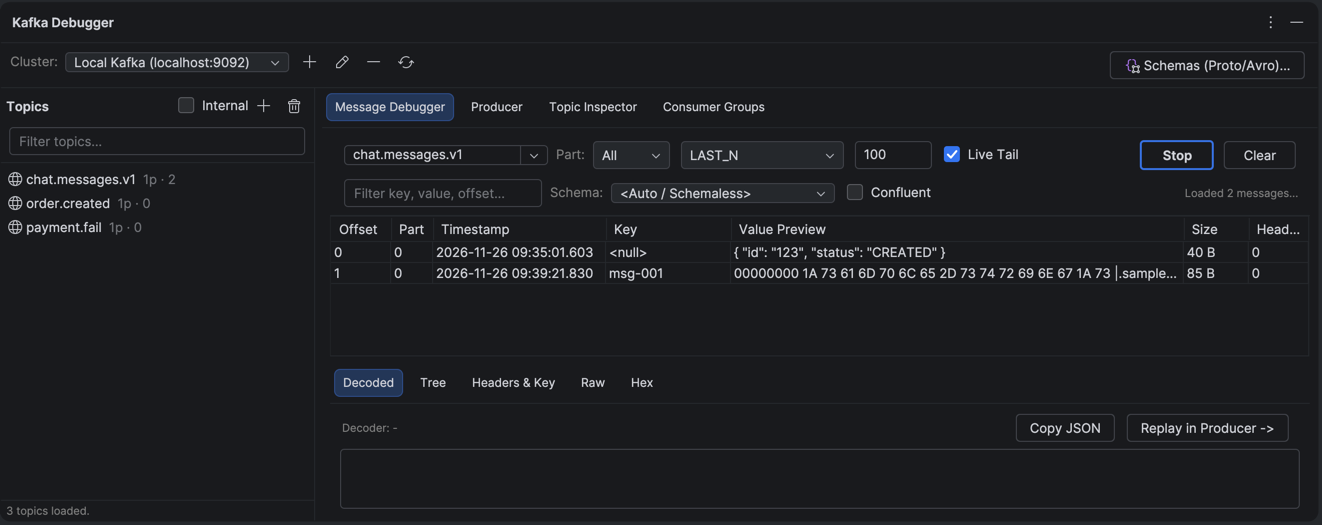 Kafka Debugger
Cluster: Local Kafka (localhost:9092)
Schemas (Proto/Avro)...
Topics Internal
Filter topics...
chat.messages.v1 1p · 2
order.created 1p · 0
payment.fail 1p · 0
3 topics loaded.
Message Debugger Producer Topic Inspector Consumer Groups
chat.messages.v1 Part: All LAST_N 100 Live Tail Stop Clear
Filter key, value, offset... Schema: <Auto / Schemaless> Confluent Loaded 2 messages...
Offset Part Timestamp Key Value Preview Size Head...
0 0 2026-11-26 09:35:01.603 <null> { "id": "123", "status": "CREATED" } 40 B 0
1 0 2026-11-26 09:39:21.830 msg-001 00000000 1A 73 61 6D 70 6C 65 2D 73 74 72 69 6E 67 1A 73 |.sample... 85 B 0
Decoded Tree Headers & Key Raw Hex
Decoder: - Copy JSON Replay in Producer ->